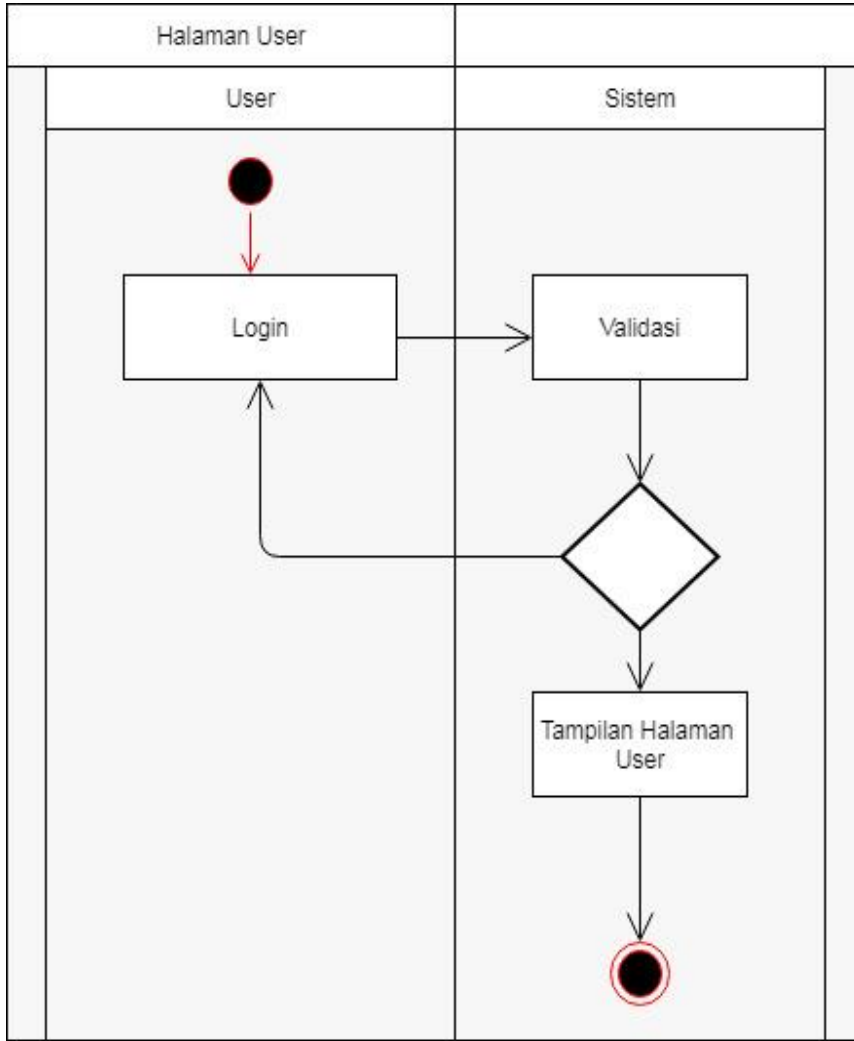 Halaman User
User
Sistem
Login
Validasi
Tampilan Halaman
User